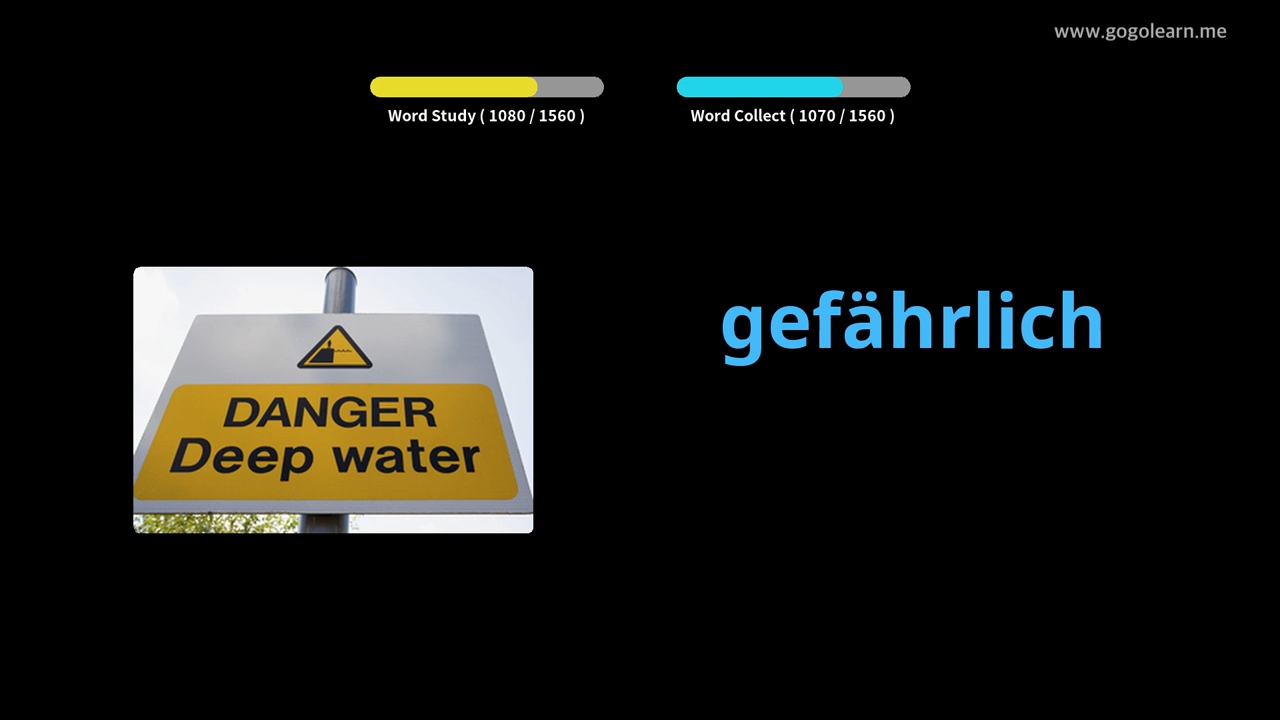 www.gogolearn.me
Word Study ( 1080 / 1560 )
Word Collect ( 1070 / 1560 )
DANGER
Deep water
gefährlich